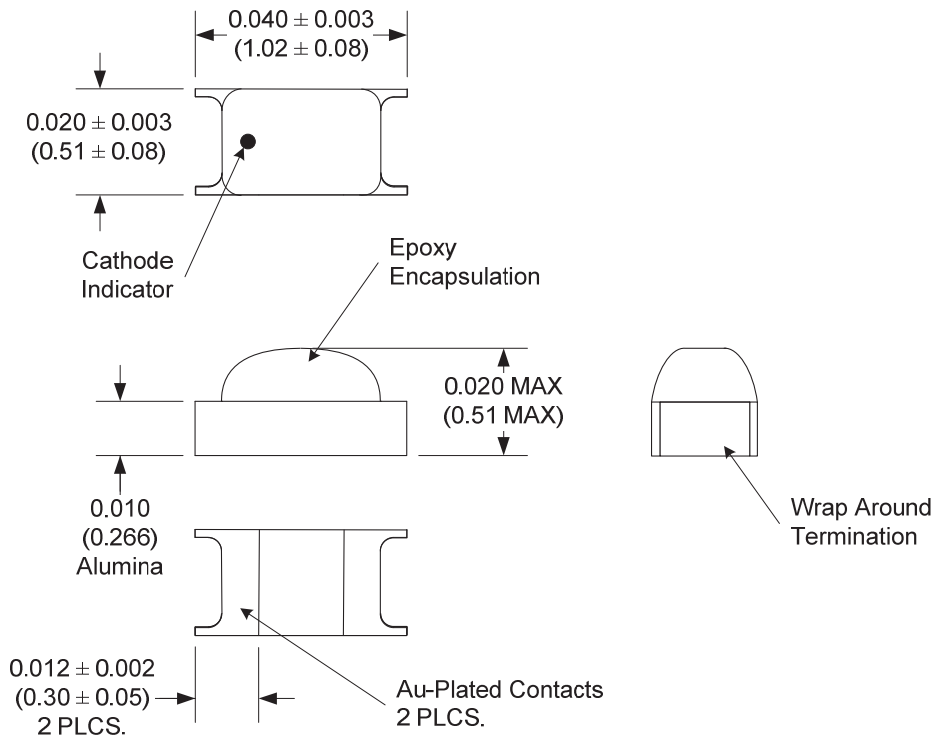 0.040 ± 0.003
(1.02 ± 0.08)
0.020 ± 0.003
(0.51 ± 0.08)
Cathode
Indicator
Epoxy
Encapsulation
0.020 MAX
(0.51 MAX)
0.010
(0.266)
Alumina
Wrap Around
Termination
0.012 ± 0.002
(0.30 ± 0.05)
2 PLCS.
Au-Plated Contacts
2 PLCS.